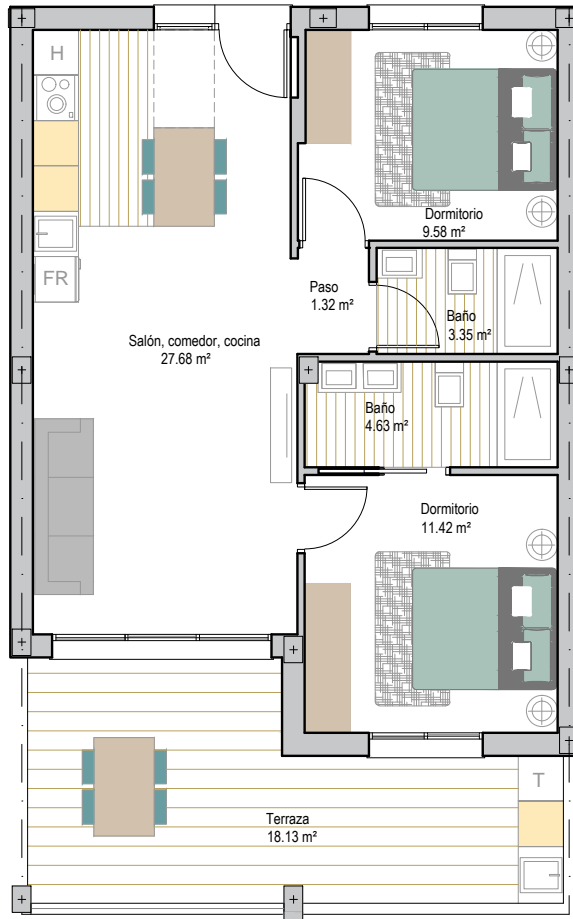 H
Dormitorio
9.58 m²
FR
Paso
1.32 m²
Baño
3.35 m²
Salón, comedor, cocina
27.68 m²
Baño
4.63 m²
Dormitorio
11.42 m²
T
Terraza
18.13 m²